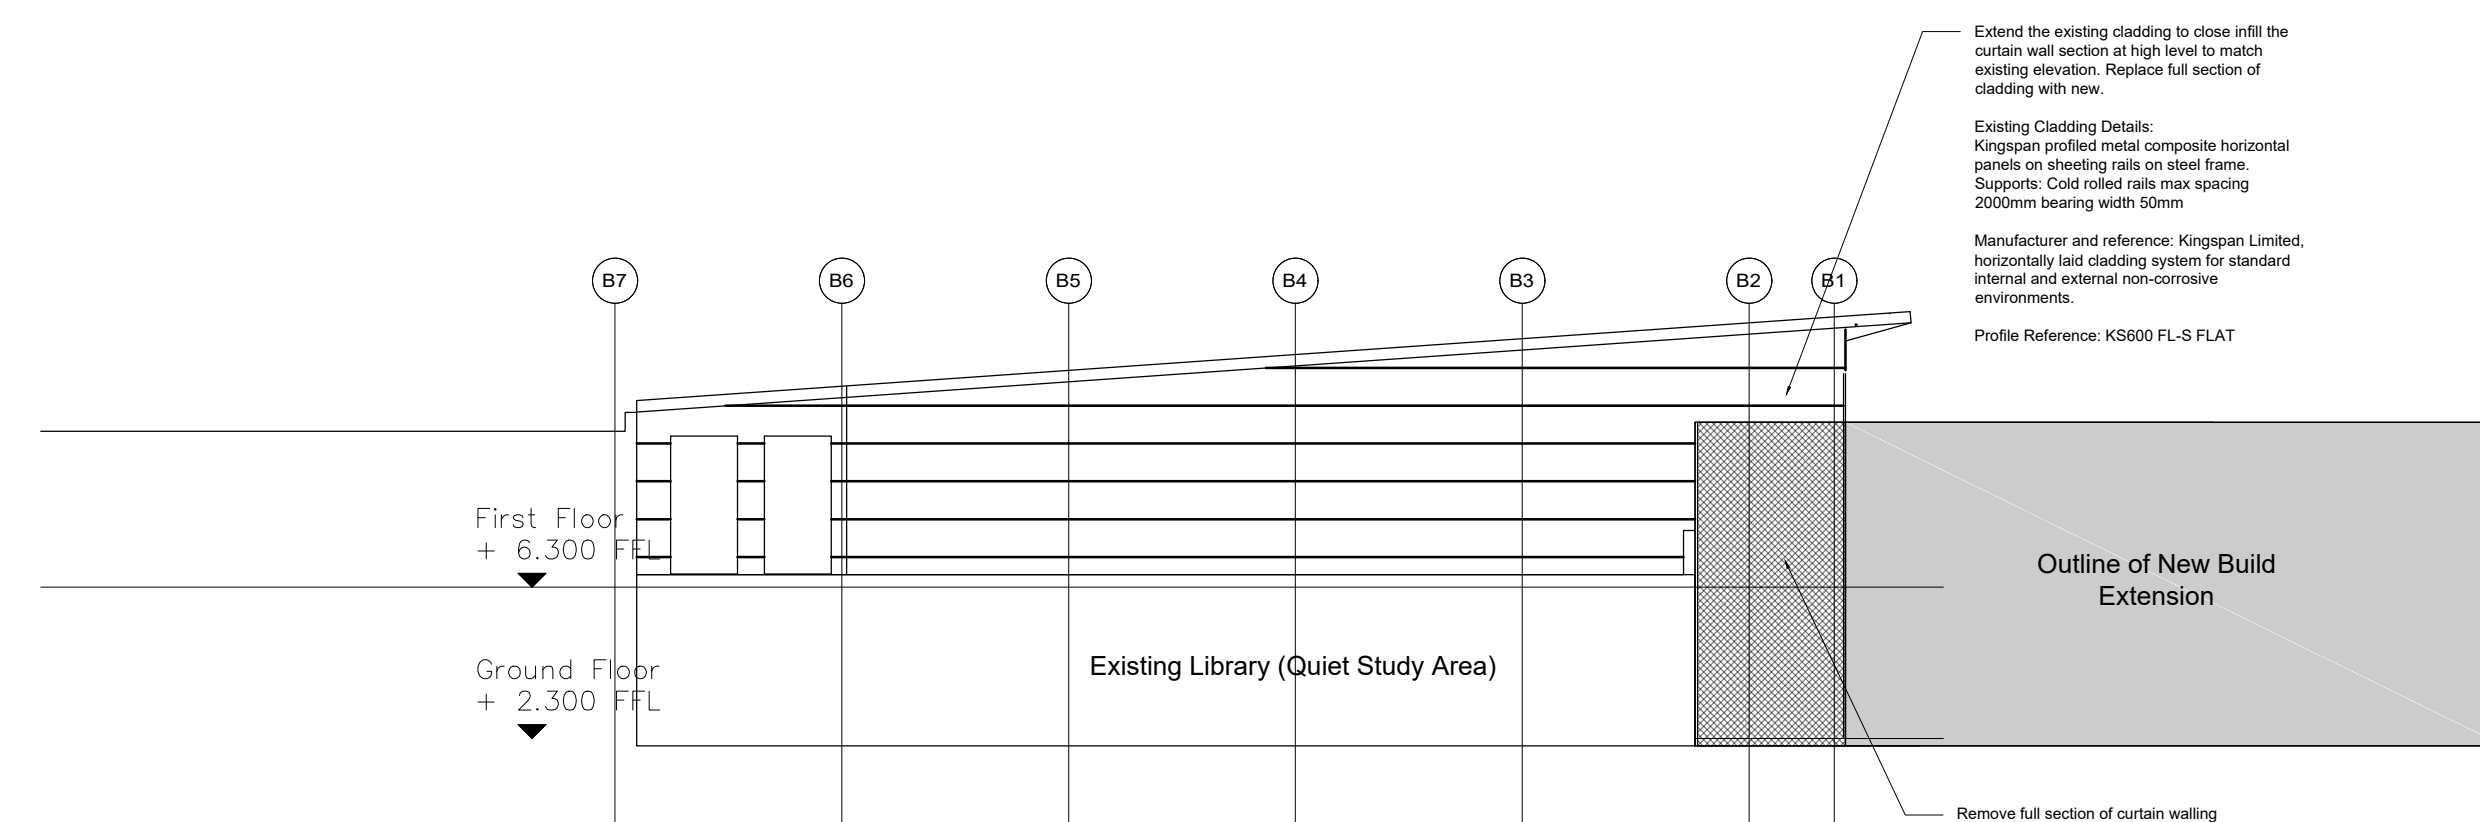 Extend the existing cladding to close infill the
curtain wall section at high level to match
existing elevation. Replace full section of
cladding with new.
Existing Cladding Details:
Kingspan profiled metal composite horizontal
panels on sheeting rails on steel frame.
Supports: Cold rolled rails max spacing
2000mm bearing width 50mm
Manufacturer and reference: Kingspan Limited,
horizontally laid cladding system for standard
internal and external non-corrosive
environments.
Profile Reference: KS600 FL-S FLAT
B7
B6
B5
B4
B3
B2
B1
First Floor
+ 6.300 FFL
Ground Floor
+ 2.300 FFL
Existing Library (Quiet Study Area)
Outline of New Build
Extension
Remove full section of curtain walling